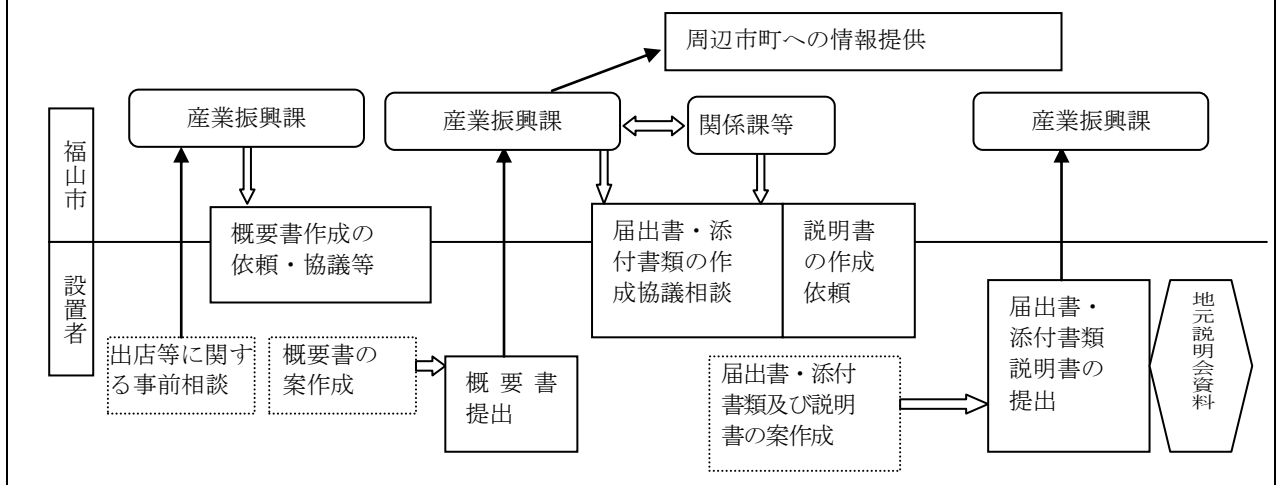 周辺市町への情報提供
産業振興課
産業振興課
関係課等
産業振興課
福山市
概要書作成の
依頼・協議等
届出書・添
付書類の作
成協議相談
説明書
の作成
依頼
設置者
出店等に関す
る事前相談
概要書の
案作成
概要書
提出
届出書・添付
書類及び説明
書の案作成
届出書・
添付書類
説明書の
提出
地元説明会資料